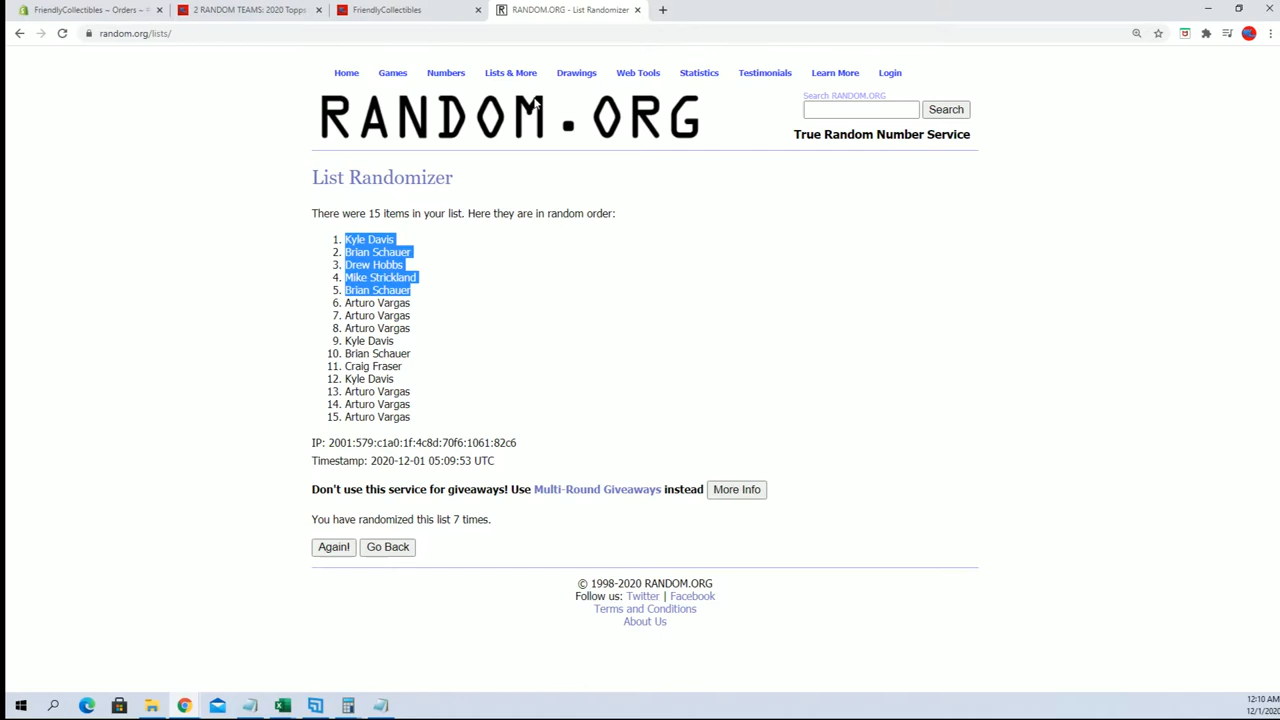 FriendlyCollectibles – Orders –
2 RANDOM TEAMS: 2020 Topps
FriendlyCollectibles
RANDOM.ORG - List Randomizer
random.org/lists/
Home Games Numbers Lists & More Drawings Web Tools Statistics Testimonials Learn More Login
RANDOM.ORG
Search RANDOM.ORG
Search
True Random Number Service
List Randomizer
There were 15 items in your list. Here they are in random order:
1. Kyle Davis
2. Brian Schauer
3. Drew Hobbs
4. Mike Strickland
5. Brian Schauer
6. Arturo Vargas
7. Arturo Vargas
8. Arturo Vargas
9. Kyle Davis
10. Brian Schauer
11. Craig Fraser
12. Kyle Davis
13. Arturo Vargas
14. Arturo Vargas
15. Arturo Vargas
IP: 2001:579:c1a0:1f:4c8d:70f6:1061:82c6
Timestamp: 2020-12-01 05:09:53 UTC
Don't use this service for giveaways! Use Multi-Round Giveaways instead More Info
You have randomized this list 7 times.
Again! Go Back
© 1998-2020 RANDOM.ORG
Follow us: Twitter | Facebook
Terms and Conditions
About Us
12:10 AM
12/1/2020